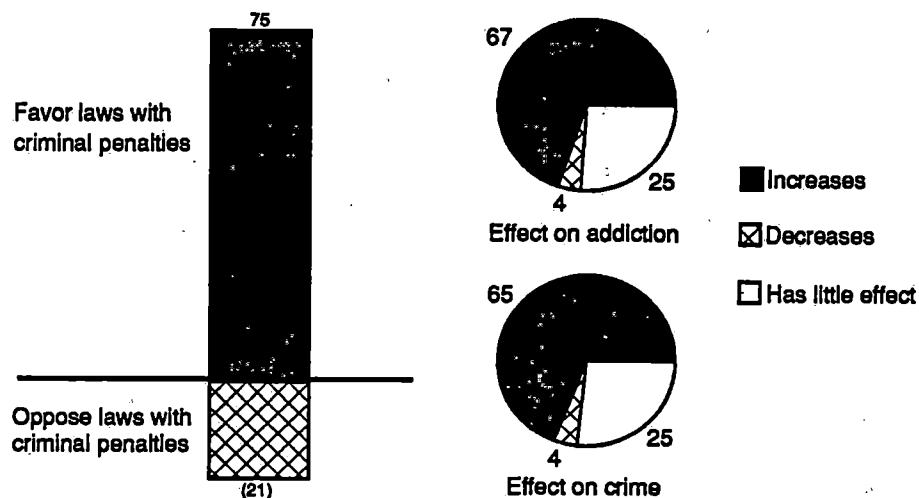 75
Favor laws with
criminal penalties
Oppose laws with
criminal penalties
(21)
67
25
4
Effect on addiction
65
25
4
Effect on crime
Increases
Decreases
Has little effect